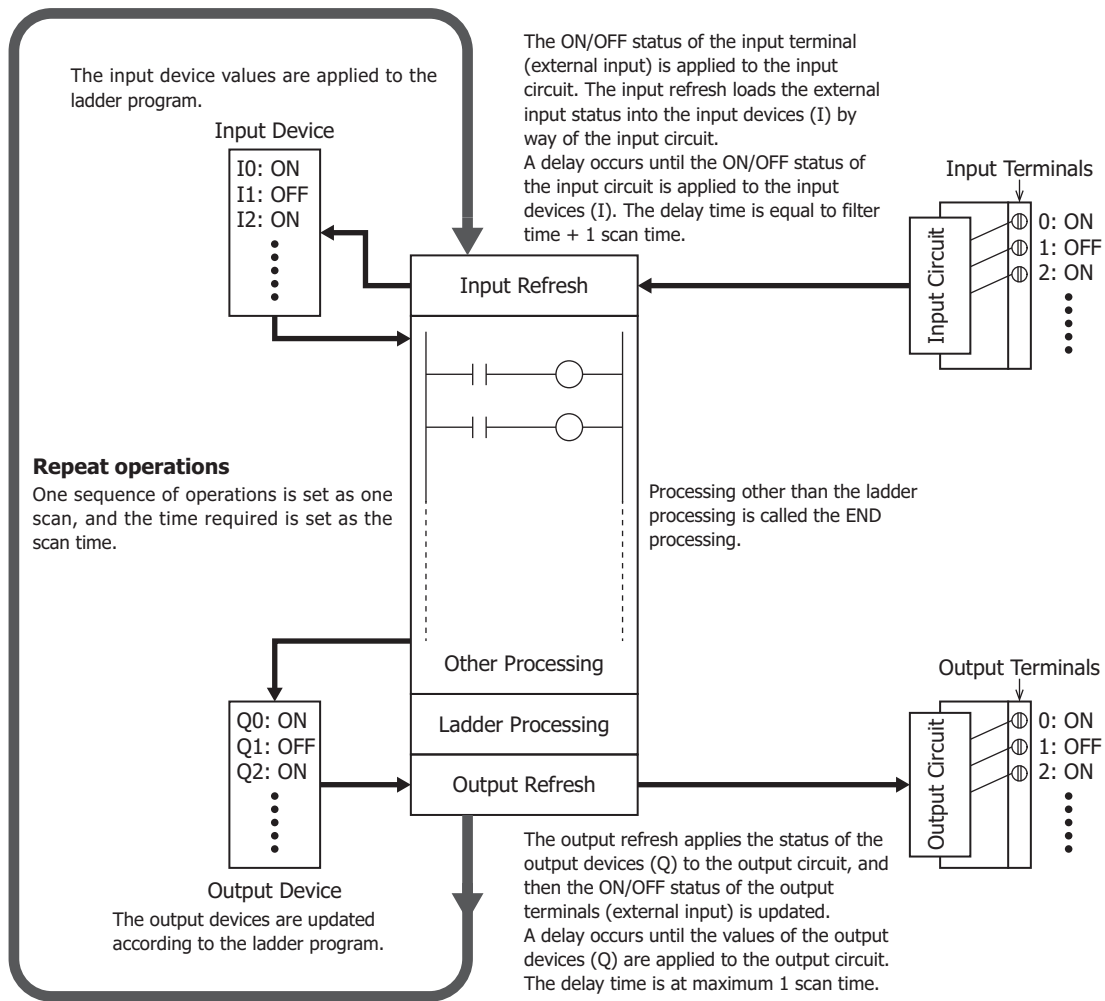 The input device values are applied to the
ladder program.
Input Device
I0: ON
I1: OFF
I2: ON
The ON/OFF status of the input terminal
(external input) is applied to the input
circuit. The input refresh loads the external
input status into the input devices (I) by
way of the input circuit.
A delay occurs until the ON/OFF status of
the input circuit is applied to the input
devices (I). The delay time is equal to filter
time + 1 scan time.
Input Terminals
Input Circuit
0: ON
1: OFF
2: ON
Input Refresh
Repeat operations
One sequence of operations is set as one
scan, and the time required is set as the
scan time.
Processing other than the ladder
processing is called the END
processing.
Other Processing
Ladder Processing
Output Refresh
Q0: ON
Q1: OFF
Q2: ON
Output Device
The output devices are updated
according to the ladder program.
Output Terminals
Output Circuit
0: ON
1: OFF
2: ON
The output refresh applies the status of the
output devices (Q) to the output circuit, and
then the ON/OFF status of the output
terminals (external input) is updated.
A delay occurs until the values of the output
devices (Q) are applied to the output circuit.
The delay time is at maximum 1 scan time.